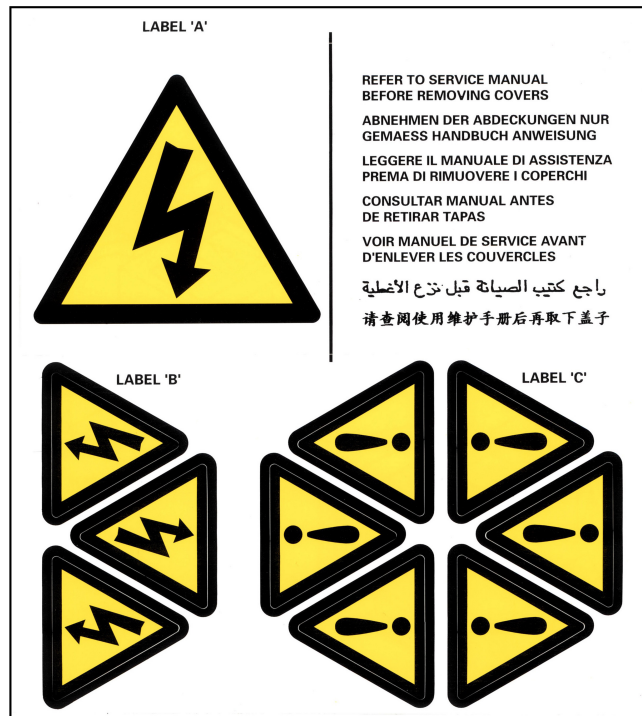 LABEL 'A'
REFER TO SERVICE MANUAL
BEFORE REMOVING COVERS
ABNEHMEN DER ABDECKUNGEN NUR
GEMAESS HANDBUCH ANWEISUNG
LEGGERE IL MANUALE DI ASSISTENZA
PREMA DI RIMUOVERE I COPERCHI
CONSULTAR MANUAL ANTES
DE RETIRAR TAPAS
VOIR MANUEL DE SERVICE AVANT
D'ENLEVER LES COUVERCLES
راجع كتيب الصيانة قبل نزع الأغطية
请查阅使用维护手册后再取下盖子
LABEL 'B'
LABEL 'C'